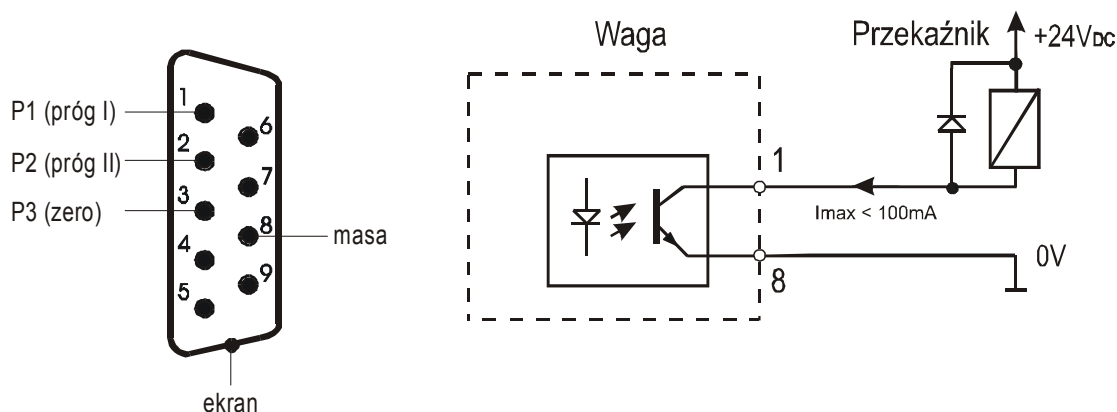 P1 (próg I)
P2 (próg II)
P3 (zero)
1
2
3
4
5
6
7
8
9
masa
ekran
Waga
Przekaźnik
+24VDC
1
Imax < 100mA
8
0V